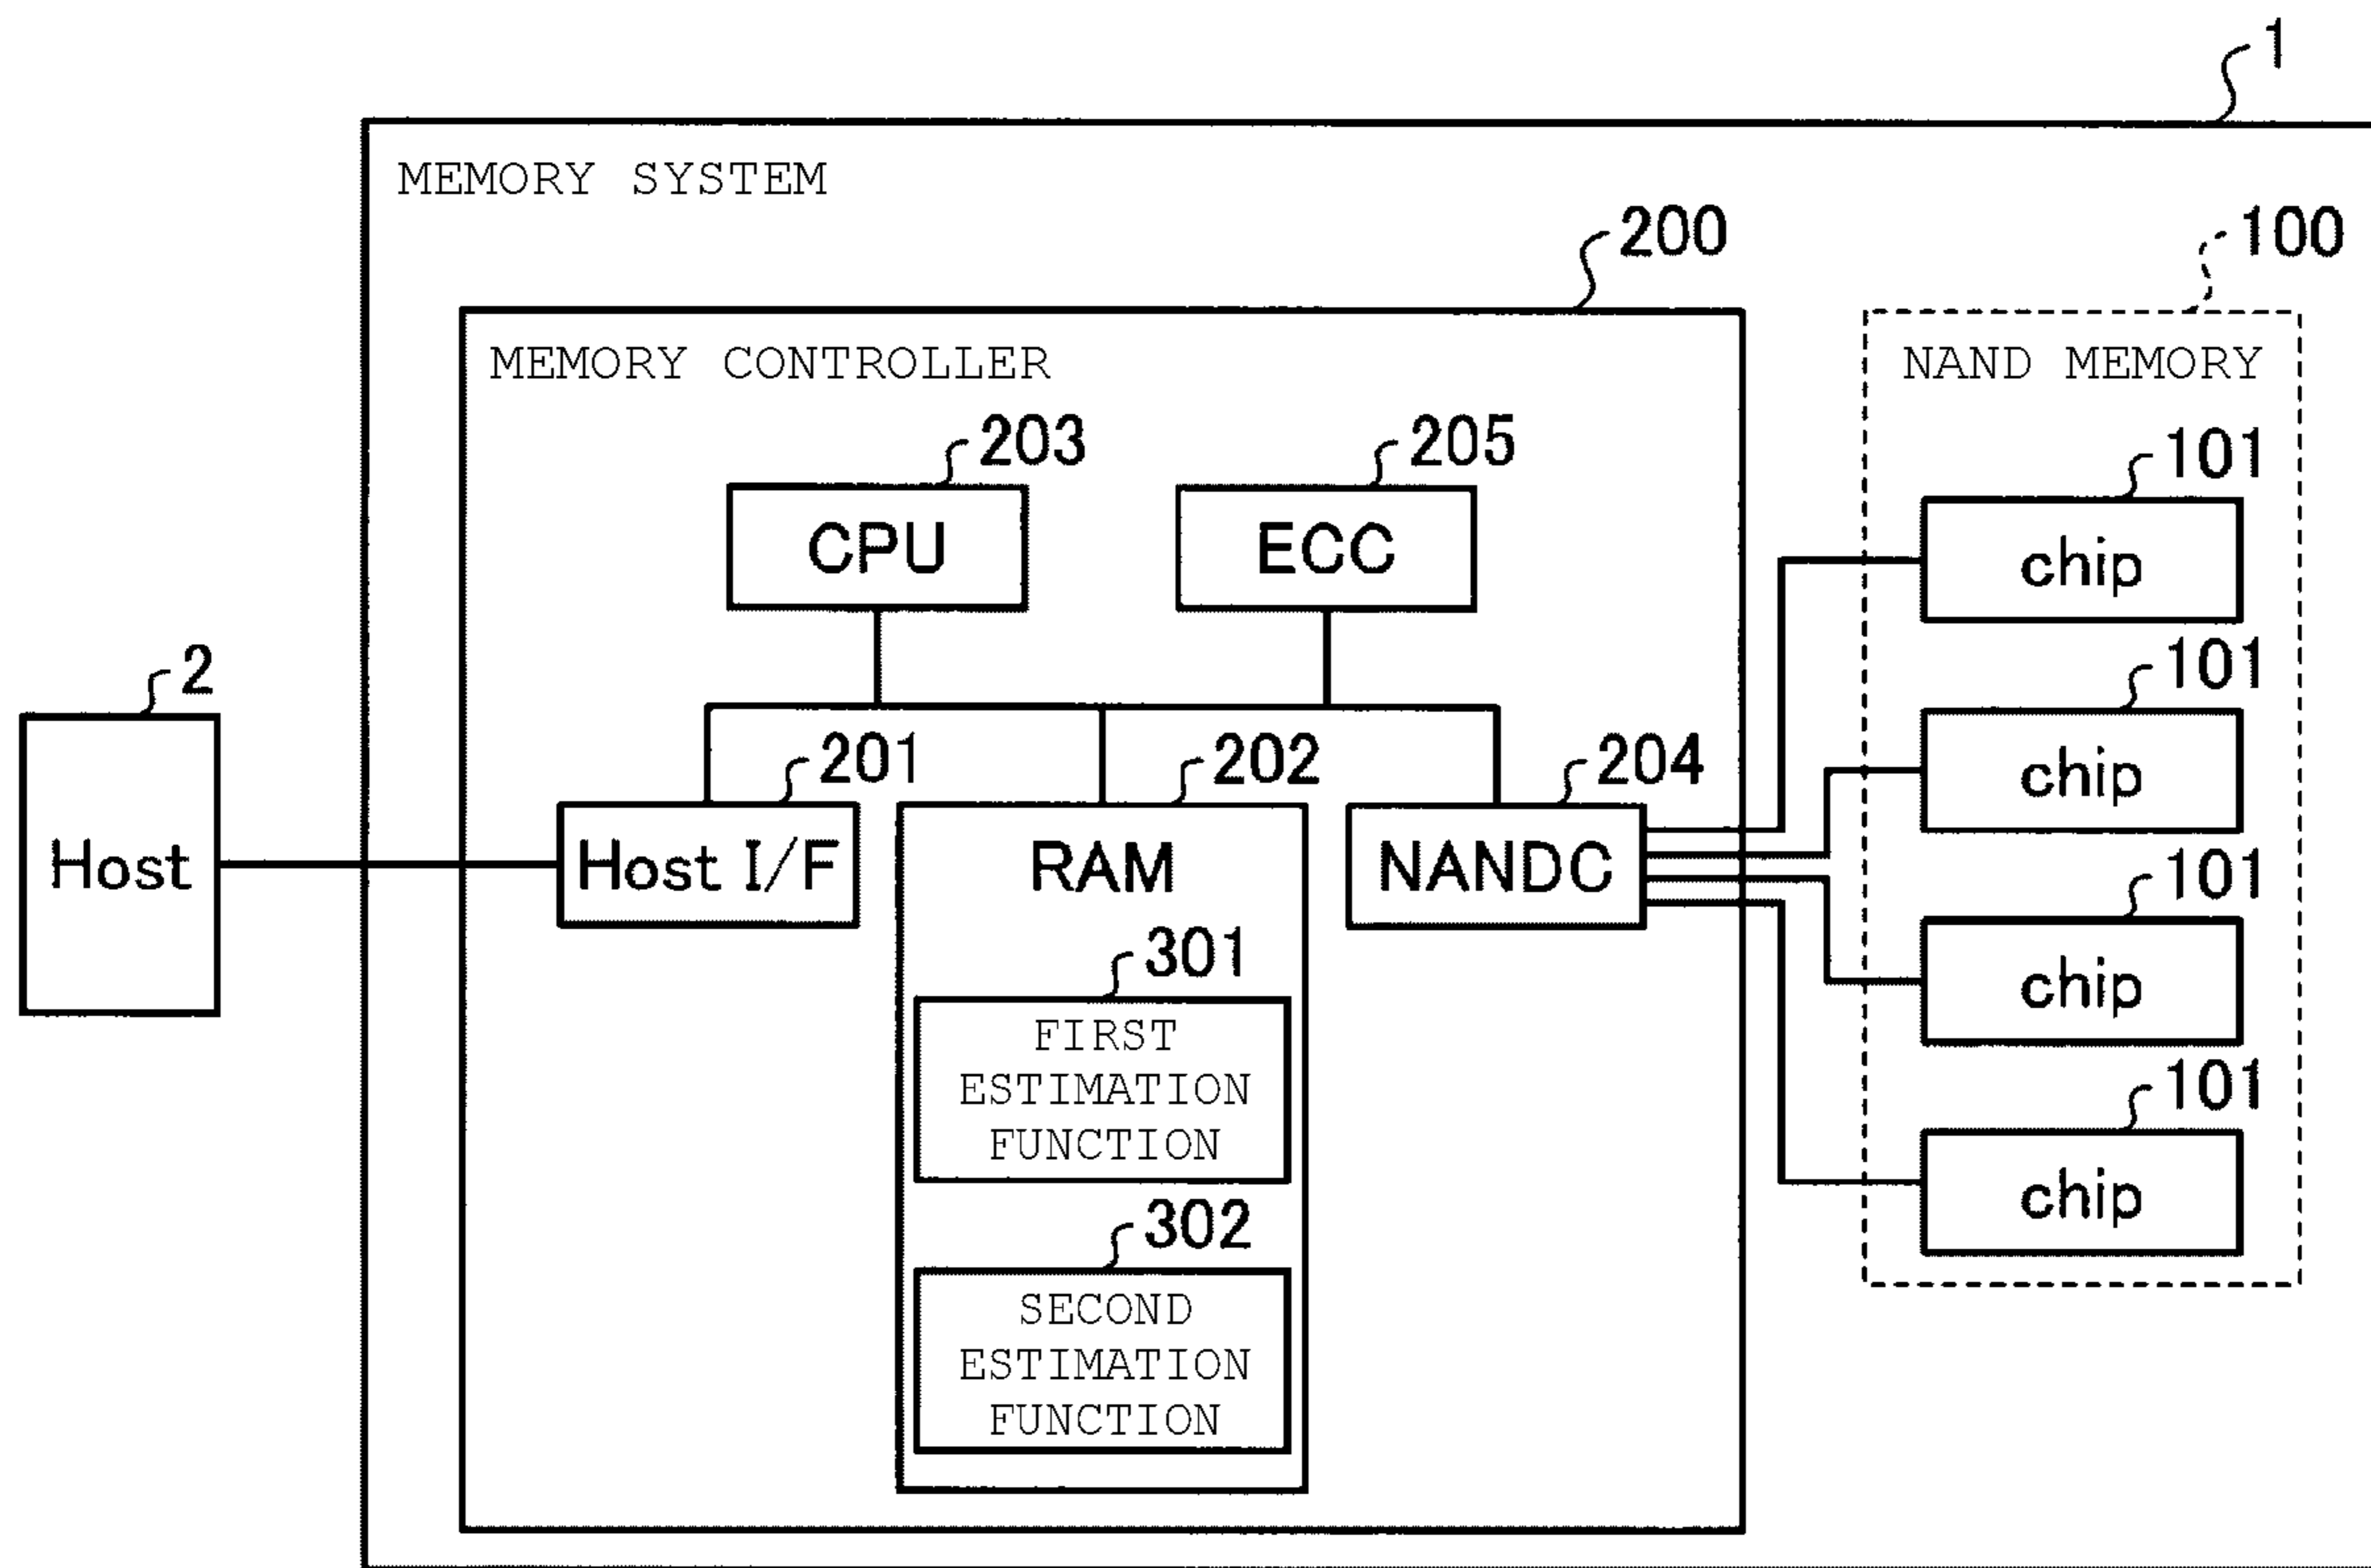 1
MEMORY SYSTEM
200
100
MEMORY CONTROLLER
NAND MEMORY
203
205
101
CPU
ECC
chip
2
101
201
202
204
chip
Host
Host I/F
RAM
NANDC
101
301
chip
FIRST
ESTIMATION
FUNCTION
101
302
chip
SECOND
ESTIMATION
FUNCTION